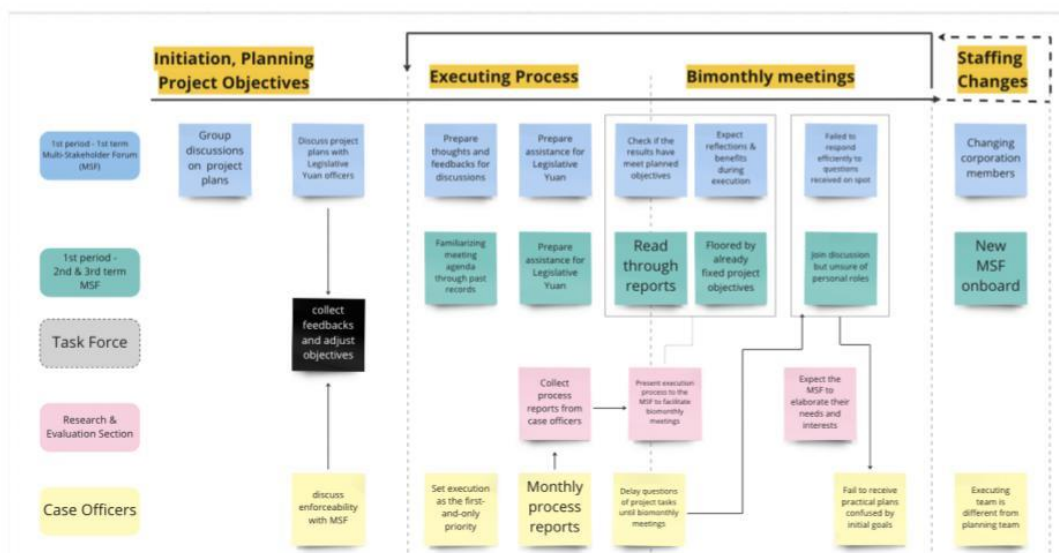 Initiation, Planning
Project Objectives
Executing Process
Bimonthly meetings
Staffing
Changes
1st period - 1st term
Multi-Stakeholder Forum
(MSF)
Group
discussions
on project
plans
Discuss project
plans with
Legislative
Yuan officers
Prepare
thoughts and
feedbacks for
discussions
Prepare
assistance for
Legislative
Yuan
Check if the
results have
meet planned
objectives
Expect
reflections &
benefits
during
execution
Failed to
respond
efficiently to
questions
received on spot
Changing
corporation
members
1st period -
2nd & 3rd term
MSF
Familiarizing
meeting
agenda
through past
records
Prepare
assistance for
Legislative
Yuan
Read
through
reports
Floored by
already
fixed project
objectives
Join discussion
but unsure of
personal roles
New
MSF
onboard
Task Force
collect
feedbacks
and adjust
objectives
Research &
Evaluation Section
Collect
process
reports from
case officers
Present execution
process to the
MSF to facilitate
biomonthly
meetings
Expect the
MSF to
elaborate their
needs and
interests
Case Officers
discuss
enforceability
with MSF
Set execution
as the first-
and-only
priority
Monthly
process
reports
Delay questions
of project tasks
until biomonthly
meetings
Fail to receive
practical plans
confused by
initial goals
Executing
team is
different from
planning team